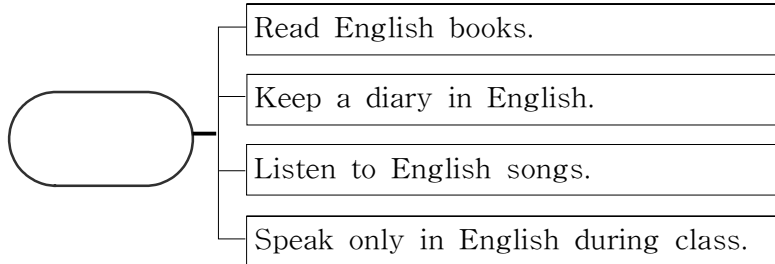 Read English books.
Keep a diary in English.
Listen to English songs.
Speak only in English during class.